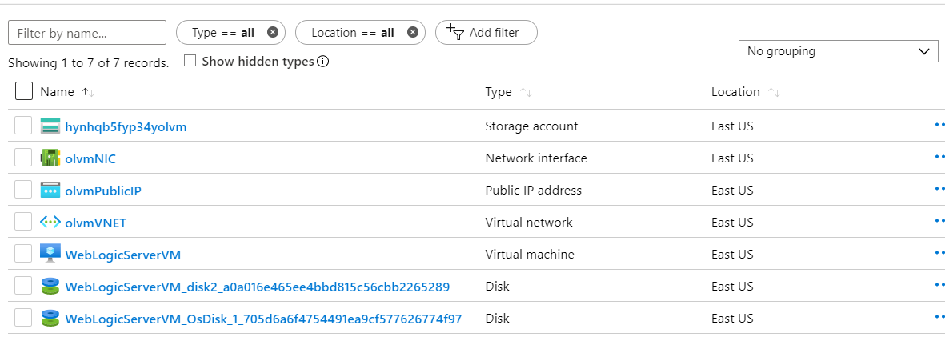 Filter by name...
Type == all
Location == all
Add filter
Showing 1 to 7 of 7 records.
Show hidden types
No grouping
Name Type Location
hynhqb5fyp34yolvm Storage account East US
olvmNIC Network interface East US
olvmPublicIP Public IP address East US
olvmVNET Virtual network East US
WebLogicServerVM Virtual machine East US
WebLogicServerVM_disk2_a0a016e465ee4bbd815c56cbb2265289 Disk East US
WebLogicServerVM_OsDisk_1_705d6a6f4754491ea9cf577626774f97 Disk East US